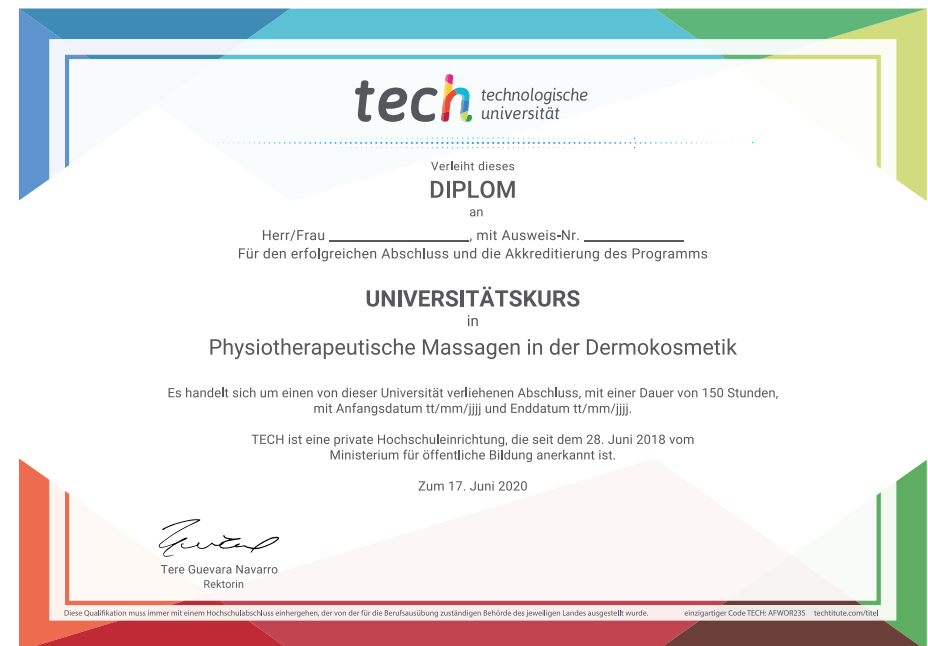 tech technologische
universität
Verleiht dieses
DIPLOM
an
Herr/Frau ____________________, mit Ausweis-Nr. ______________
Für den erfolgreichen Abschluss und die Akkreditierung des Programms
UNIVERSITÄTSKURS
in
Physiotherapeutische Massagen in der Dermokosmetik
Es handelt sich um einen von dieser Universität verliehenen Abschluss, mit einer Dauer von 150 Stunden,
mit Anfangsdatum tt/mm/jjjj und Enddatum tt/mm/jjjj.
TECH ist eine private Hochschuleinrichtung, die seit dem 28. Juni 2018 vom
Ministerium für öffentliche Bildung anerkannt ist.
Zum 17. Juni 2020
Tere Guevara Navarro
Rektorin
Diese Qualifikation muss immer mit einem Hochschulabschluss einhergehen, der von der für die Berufsausübung zuständigen Behörde des jeweiligen Landes ausgestellt wurde. einzigartiger Code TECH: AFWOR235 techtitute.com/titel